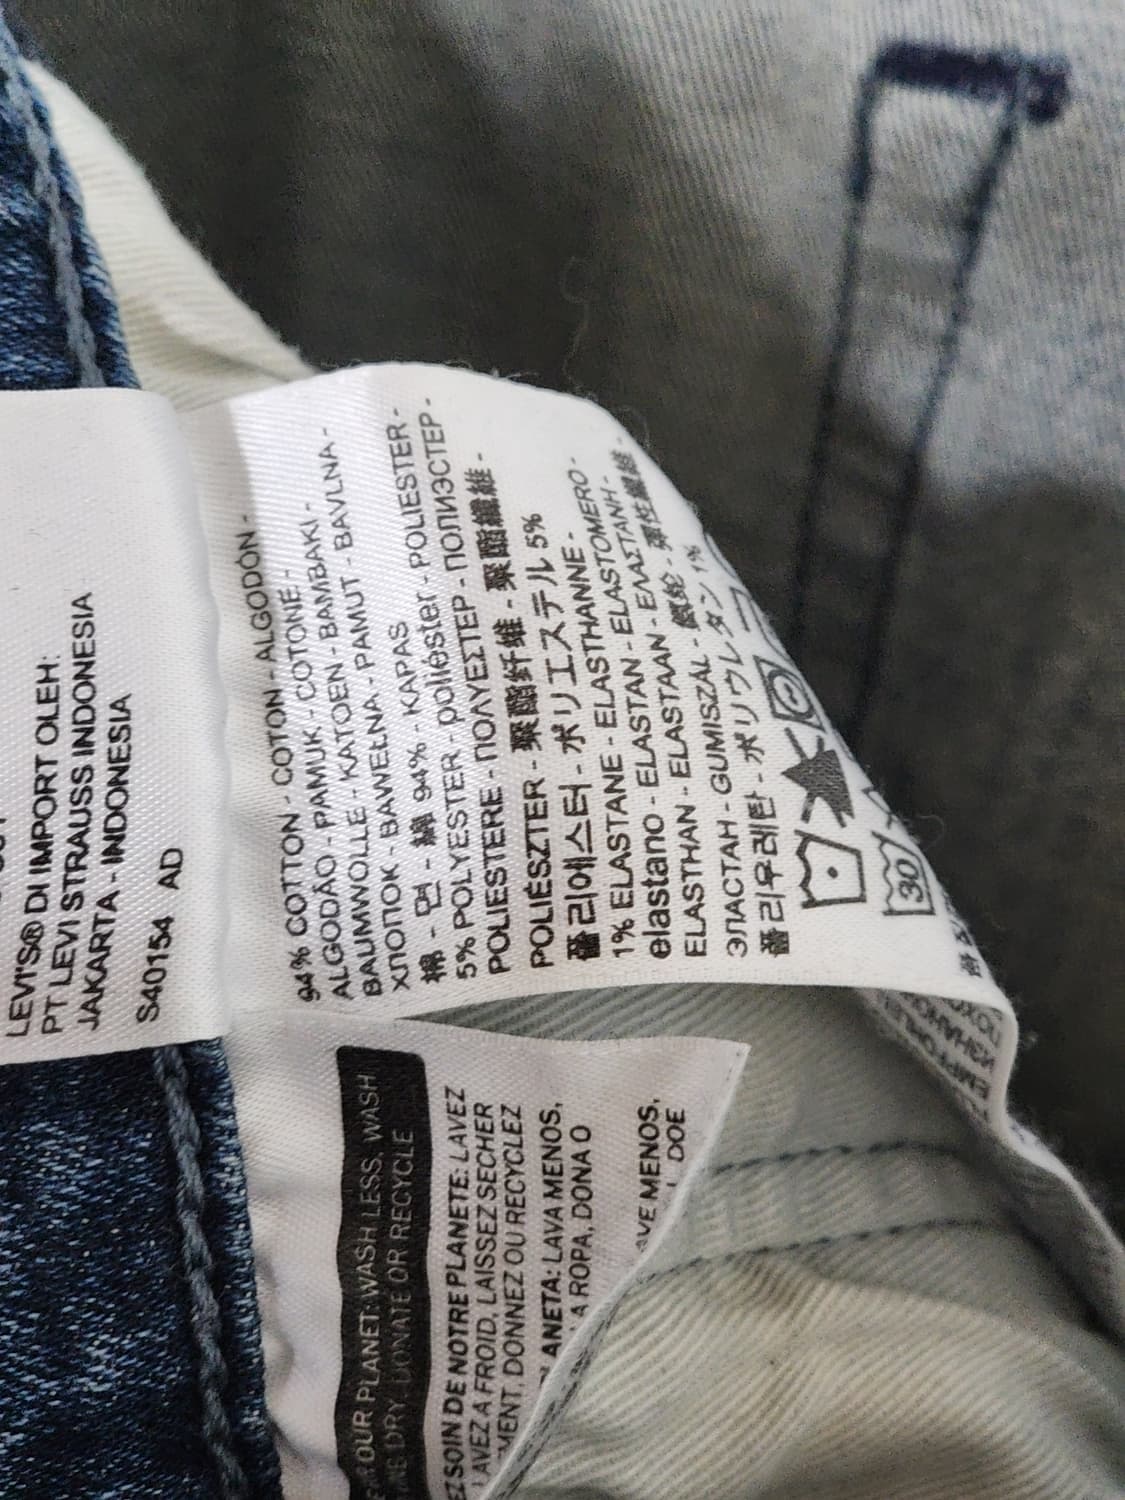 LEVI'S® DI IMPORT OLEH:
PT LEVI STRAUSS INDONESIA
JAKARTA - INDONESIA
S40154 AD
94% COTTON - COTON - ALGODÓN -
ALGODÃO - PAMUK - COTONE -
BAUMWOLLE - KATOEN - BAMBAKI -
ХЛОПОК - BAWEŁNA - PAMUT - BAVLNA -
棉 - 면 - 綿 94% - KAPAS
5% POLYESTER - poliéster - POLIESTER -
POLIESTERE - ΠΟΛΥΕΣΤΕΡ - ПОЛИЭСТЕР -
POLIÉSZTER - 聚酯纤维 - 聚酯纖維 -
폴리에스터 - ポリエステル 5%
1% ELASTANE - ELASTHANNE -
elastano - ELASTAN - ELASTOMERO -
ELASTHAN - ELASTAAN - ΕΛΑΣΤΑΝΗ -
ЭЛАСТАН - GUMISZÁL - 氨纶 - 彈性纖維 -
폴리우레탄 - ポリウレタン 1%
30
OUR PLANET: WASH LESS, WASH
DRY, DONATE OR RECYCLE
SOIN DE NOTRE PLANETE: LAVEZ
LAVEZ A FROID, LAISSEZ SECHER
DONNEZ OU RECYCLEZ
LAVA MENOS,
ROPA, DONA O
MENOS,
DOE